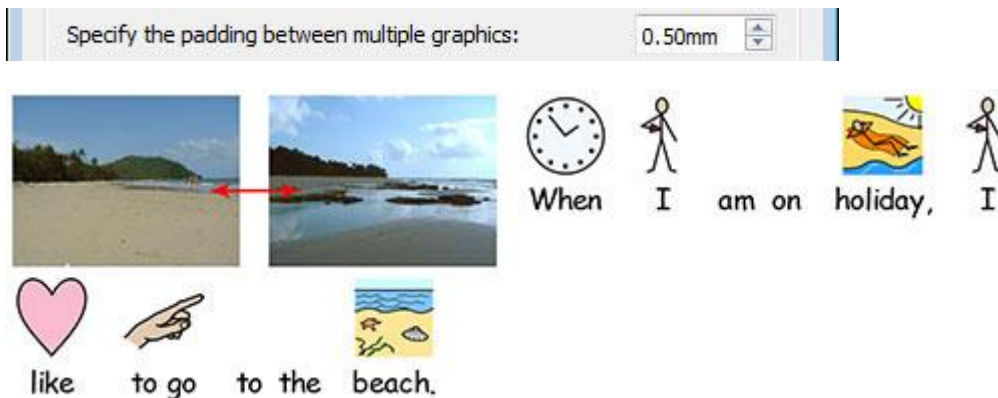 Specify the padding between multiple graphics: 0.50mm
When I am on holiday, I
like to go to the beach.